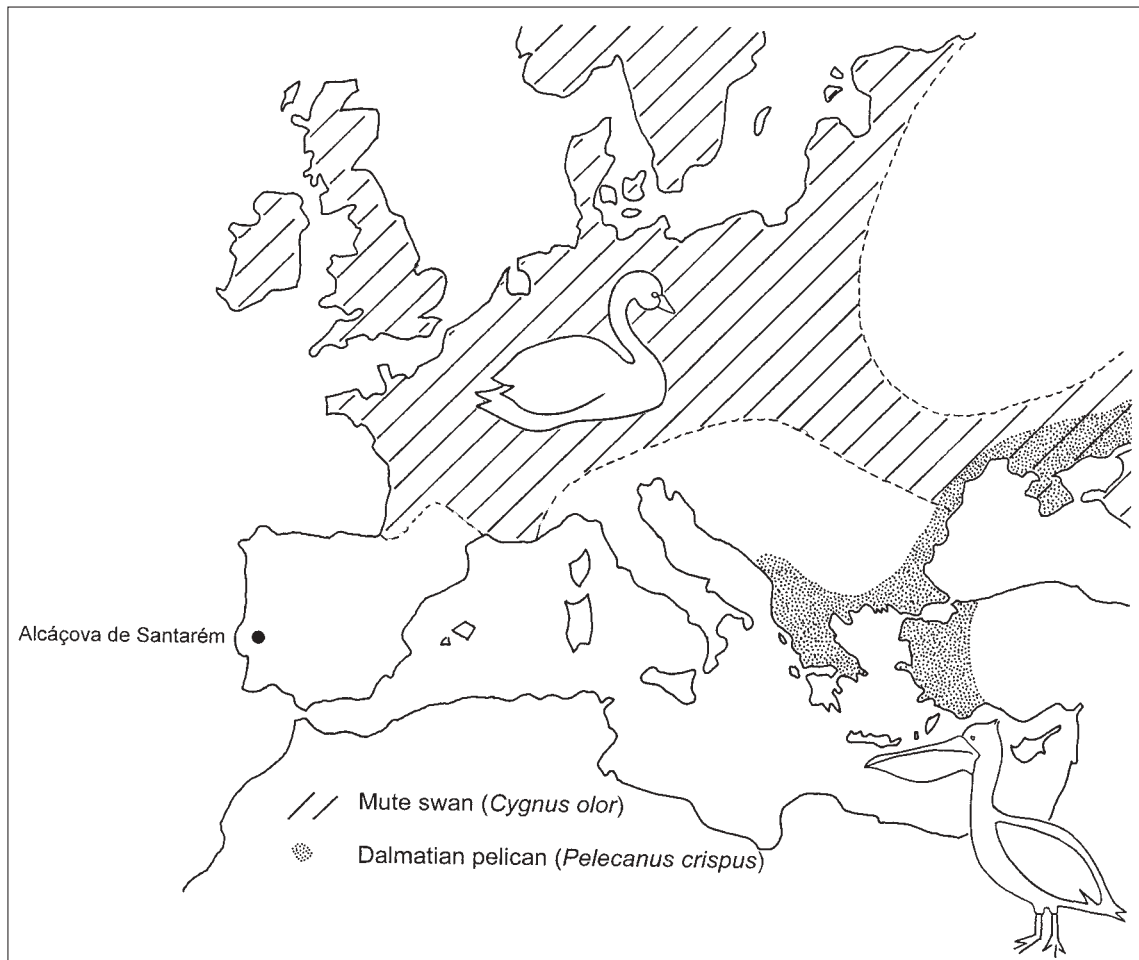 Alcáçova de Santarém
Mute swan (Cygnus olor)
Dalmatian pelican (Pelecanus crispus)